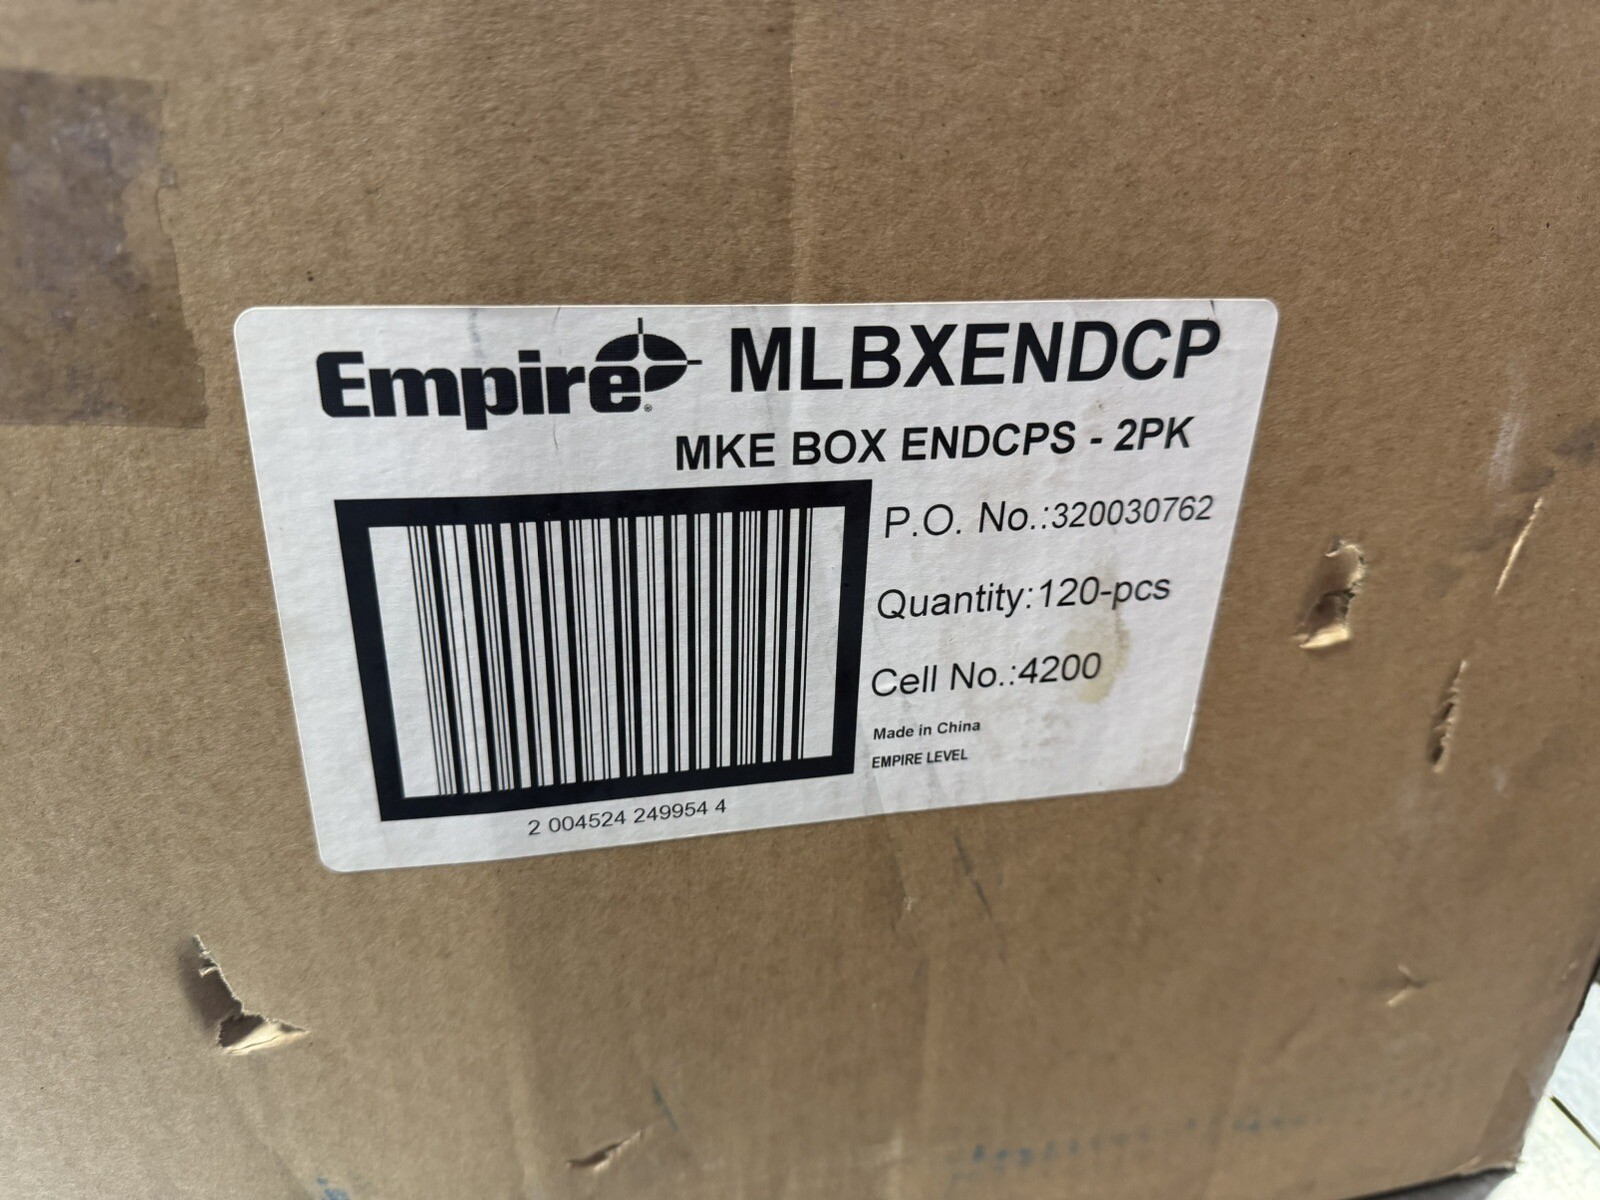 Empire® MLBXENDCP
MKE BOX ENDCPS - 2PK
P.O. No.:320030762
Quantity:120-pcs
Cell No.:4200
Made in China
EMPIRE LEVEL
2 004524 249954 4